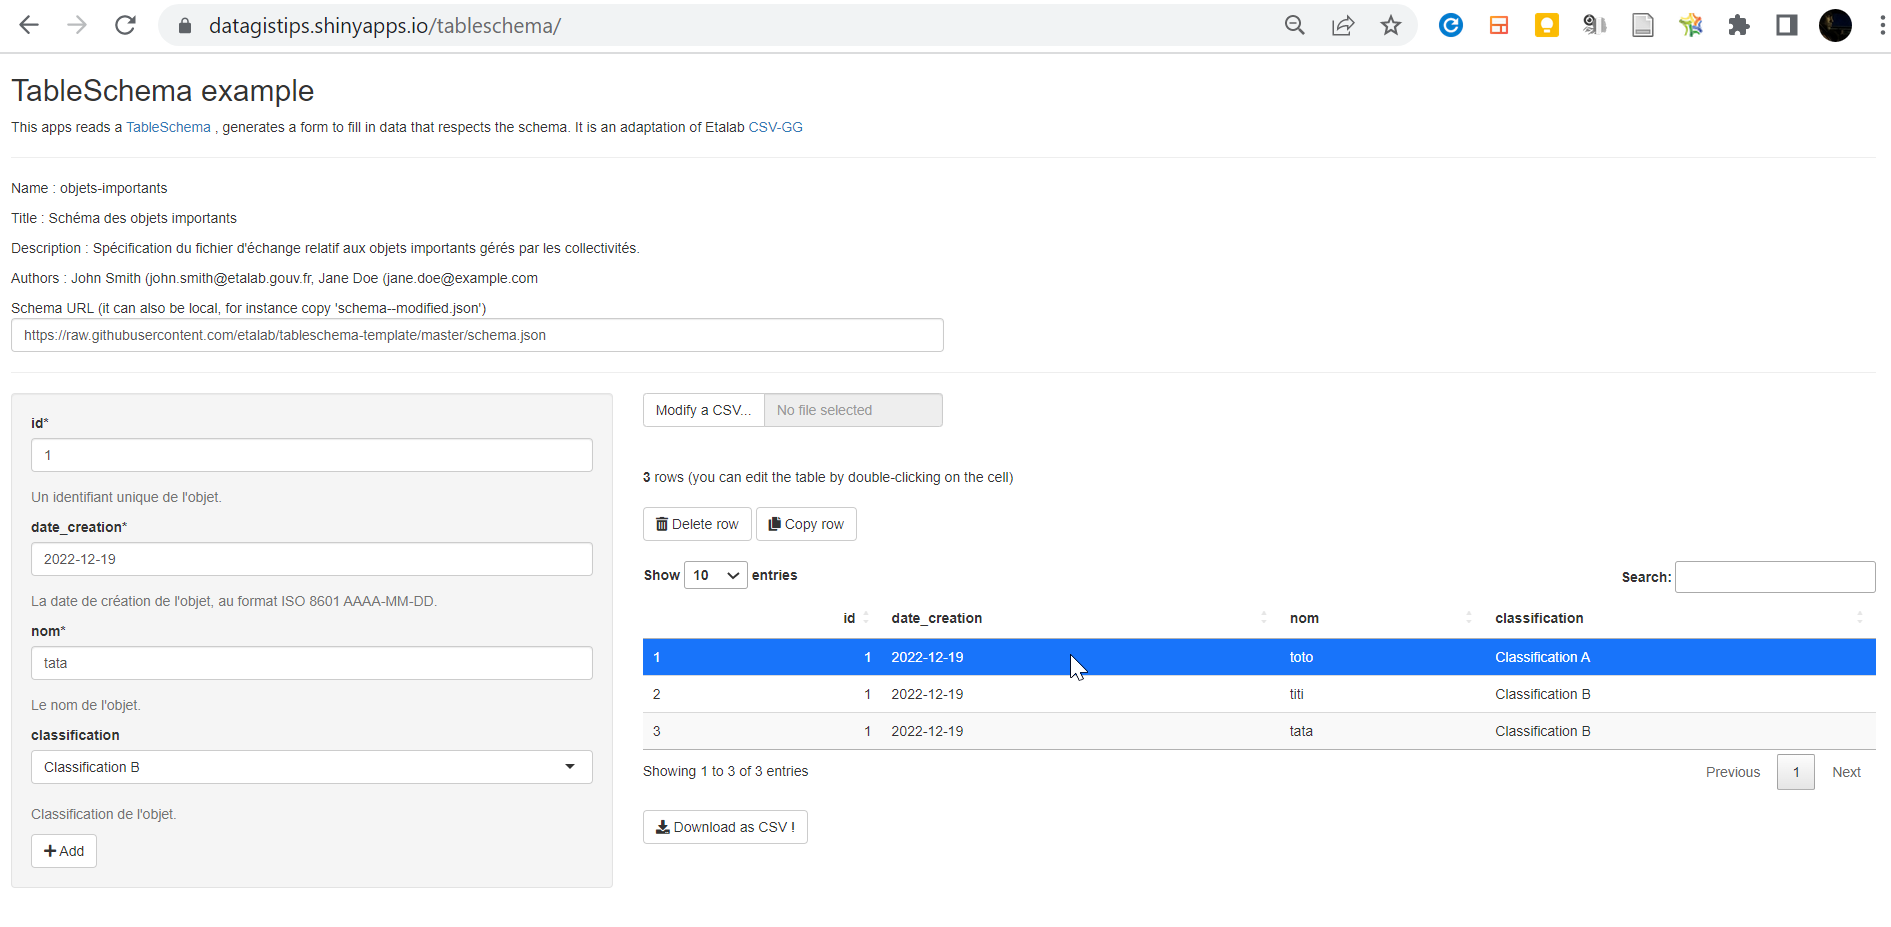 datagistips.shinyapps.io/tableschema/
TableSchema example
This apps reads a TableSchema , generates a form to fill in data that respects the schema. It is an adaptation of Etalab CSV-GG
Name : objets-importants
Title : Schéma des objets importants
Description : Spécification du fichier d'échange relatif aux objets importants gérés par les collectivités.
Authors : John Smith (john.smith@etalab.gouv.fr, Jane Doe (jane.doe@example.com
Schema URL (it can also be local, for instance copy 'schema--modified.json')
https://raw.githubusercontent.com/etalab/tableschema-template/master/schema.json
id*
1
Un identifiant unique de l'objet.
date_creation*
2022-12-19
La date de création de l'objet, au format ISO 8601 AAAA-MM-DD.
nom*
tata
Le nom de l'objet.
classification
Classification B
Classification de l'objet.
Add
Modify a CSV... No file selected
3 rows (you can edit the table by double-clicking on the cell)
Delete row Copy row
Show 10 entries Search:
id date_creation nom classification
1 1 2022-12-19 toto Classification A
2 1 2022-12-19 titi Classification B
3 1 2022-12-19 tata Classification B
Showing 1 to 3 of 3 entries Previous 1 Next
Download as CSV !